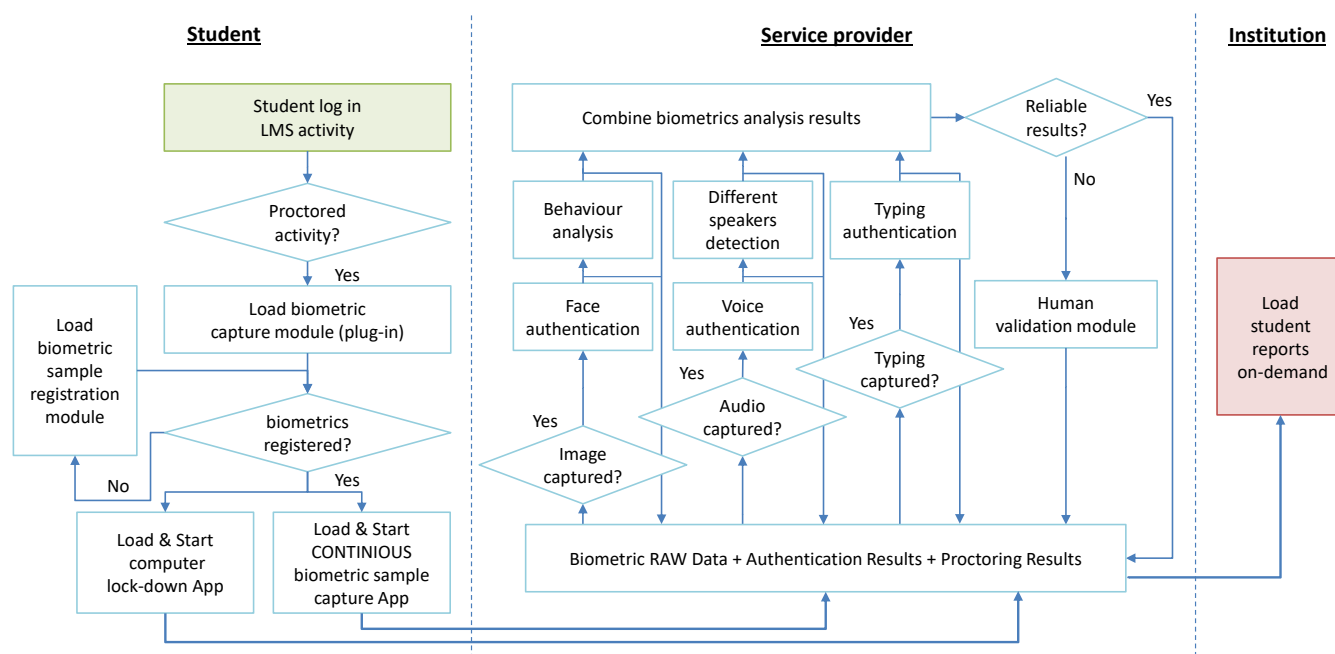 Student
Service provider
Institution
Student log in
LMS activity
Proctored
activity?
Yes
Load biometric
capture module (plug-in)
Load
biometric
sample
registration
module
biometrics
registered?
No
Yes
Load & Start
computer
lock-down App
Load & Start
CONTINIOUS
biometric sample
capture App
Combine biometrics analysis results
Reliable
results?
Yes
No
Behaviour
analysis
Different
speakers
detection
Typing
authentication
Face
authentication
Voice
authentication
Human
validation module
Yes
Typing
captured?
Yes
Audio
captured?
Yes
Image
captured?
Biometric RAW Data + Authentication Results + Proctoring Results
Load
student
reports
on-demand